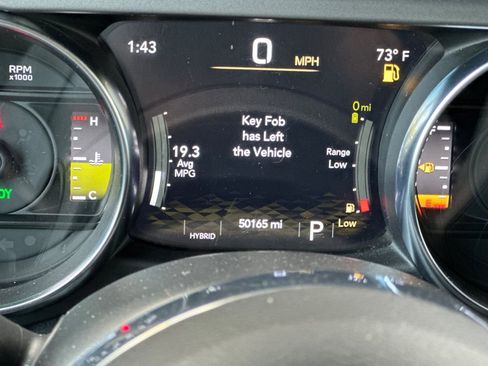 1:43
0
MPH
73° F
RPM
x1000
0 mi
H
Key Fob
has Left
the Vehicle
19.3
Avg
MPG
Range
Low
C
HYBRID
50165 mi
P
Low
E